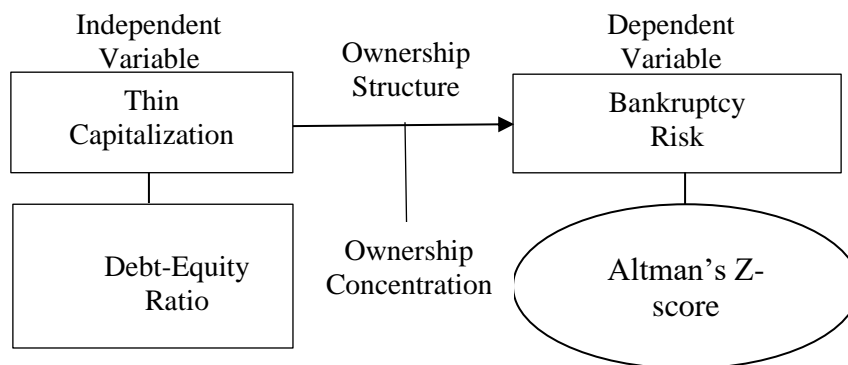 Independent
Variable
Ownership
Structure
Dependent
Variable
Thin
Capitalization
Bankruptcy
Risk
Debt-Equity
Ratio
Ownership
Concentration
Altman’s Z-
score